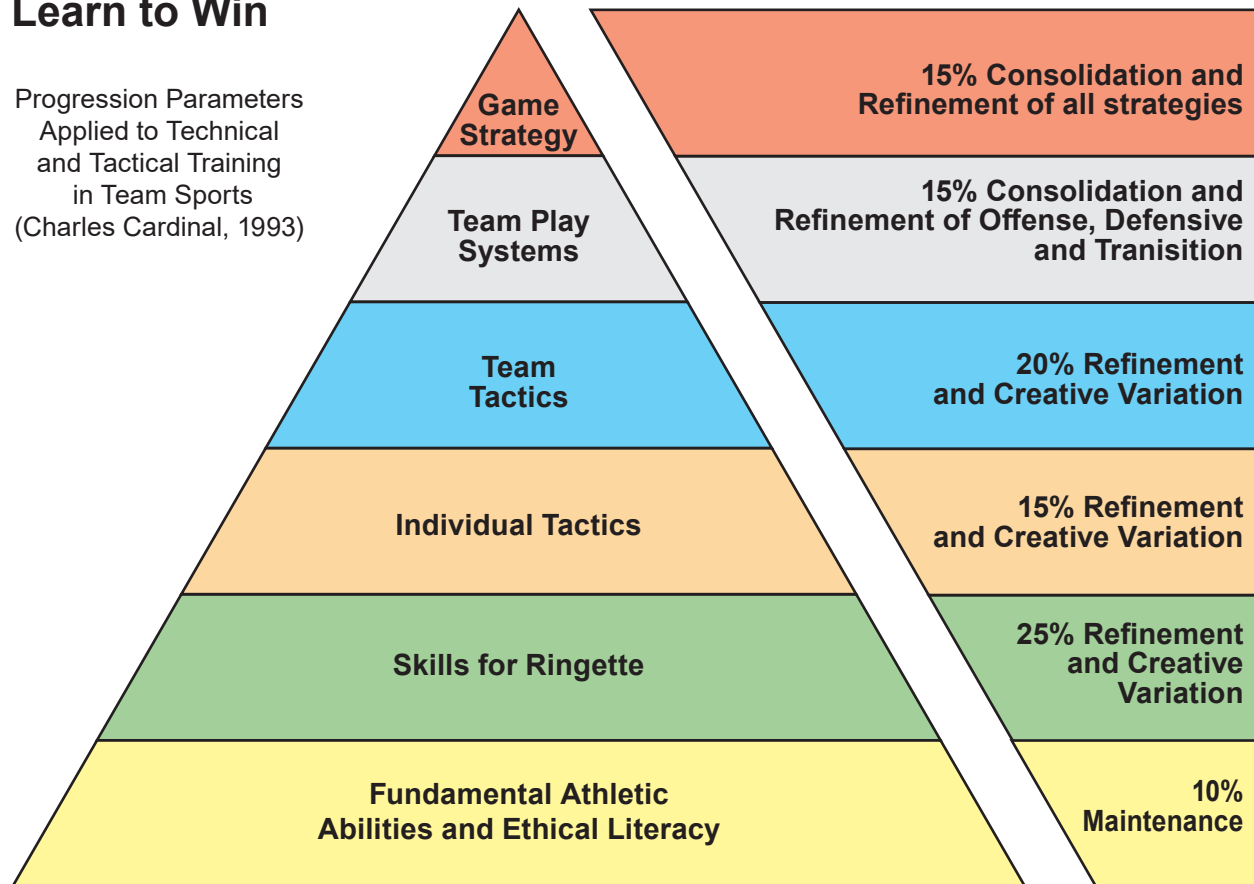 Learn to Win
Progression Parameters
Applied to Technical
and Tactical Training
in Team Sports
(Charles Cardinal, 1993)
Game
Strategy
15% Consolidation and
Refinement of all strategies
Team Play
Systems
15% Consolidation and
Refinement of Offense, Defensive
and Tranisition
Team
Tactics
20% Refinement
and Creative Variation
Individual Tactics
15% Refinement
and Creative Variation
Skills for Ringette
25% Refinement
and Creative
Variation
Fundamental Athletic
Abilities and Ethical Literacy
10%
Maintenance